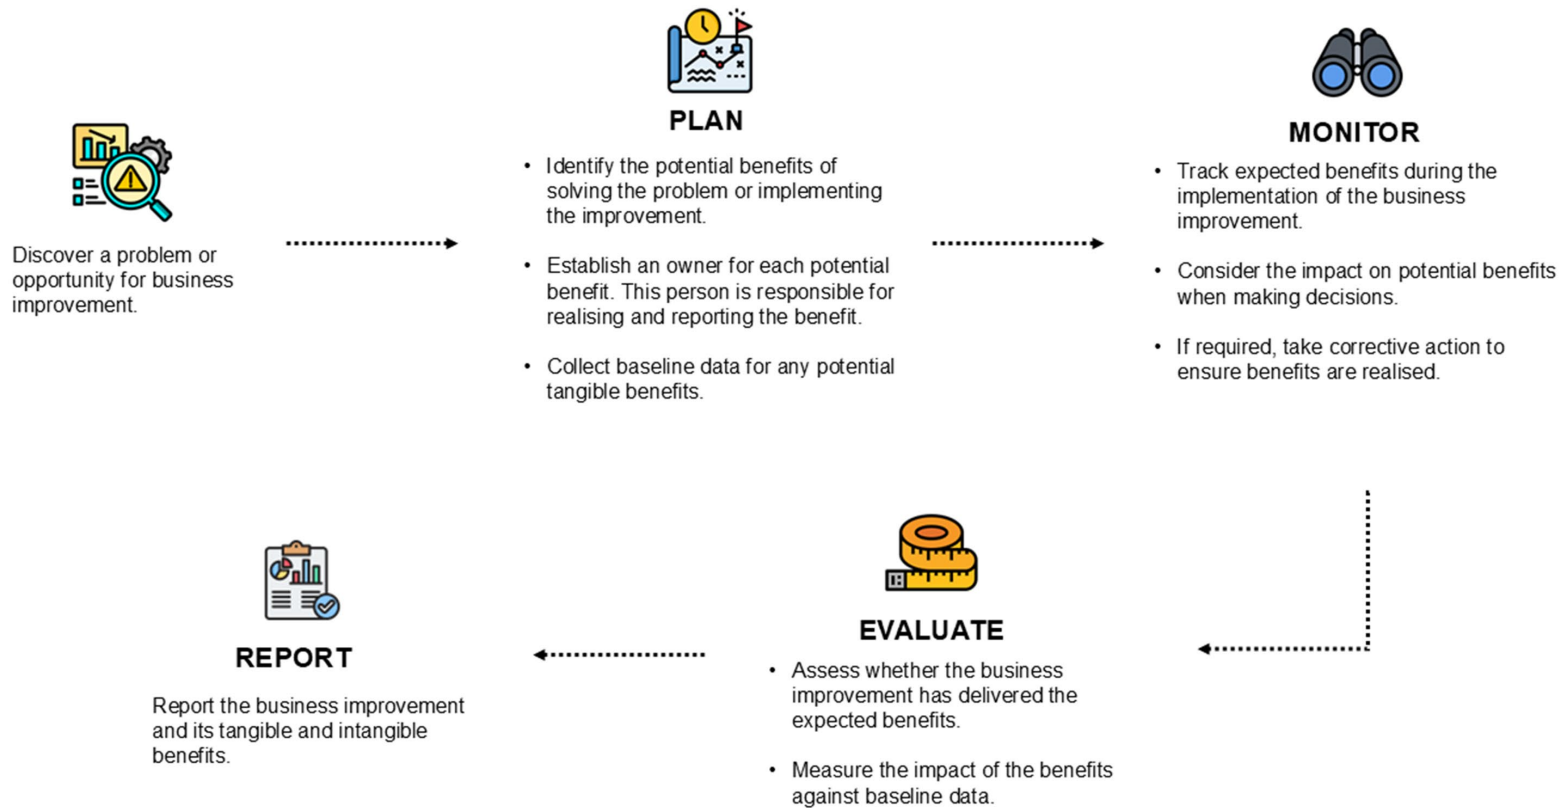 Discover a problem or
opportunity for business
improvement.
PLAN
• Identify the potential benefits of
solving the problem or implementing
the improvement.
• Establish an owner for each potential
benefit. This person is responsible for
realising and reporting the benefit.
• Collect baseline data for any potential
tangible benefits.
MONITOR
• Track expected benefits during the
implementation of the business
improvement.
• Consider the impact on potential benefits
when making decisions.
• If required, take corrective action to
ensure benefits are realised.
EVALUATE
• Assess whether the business
improvement has delivered the
expected benefits.
• Measure the impact of the benefits
against baseline data.
REPORT
Report the business improvement
and its tangible and intangible
benefits.